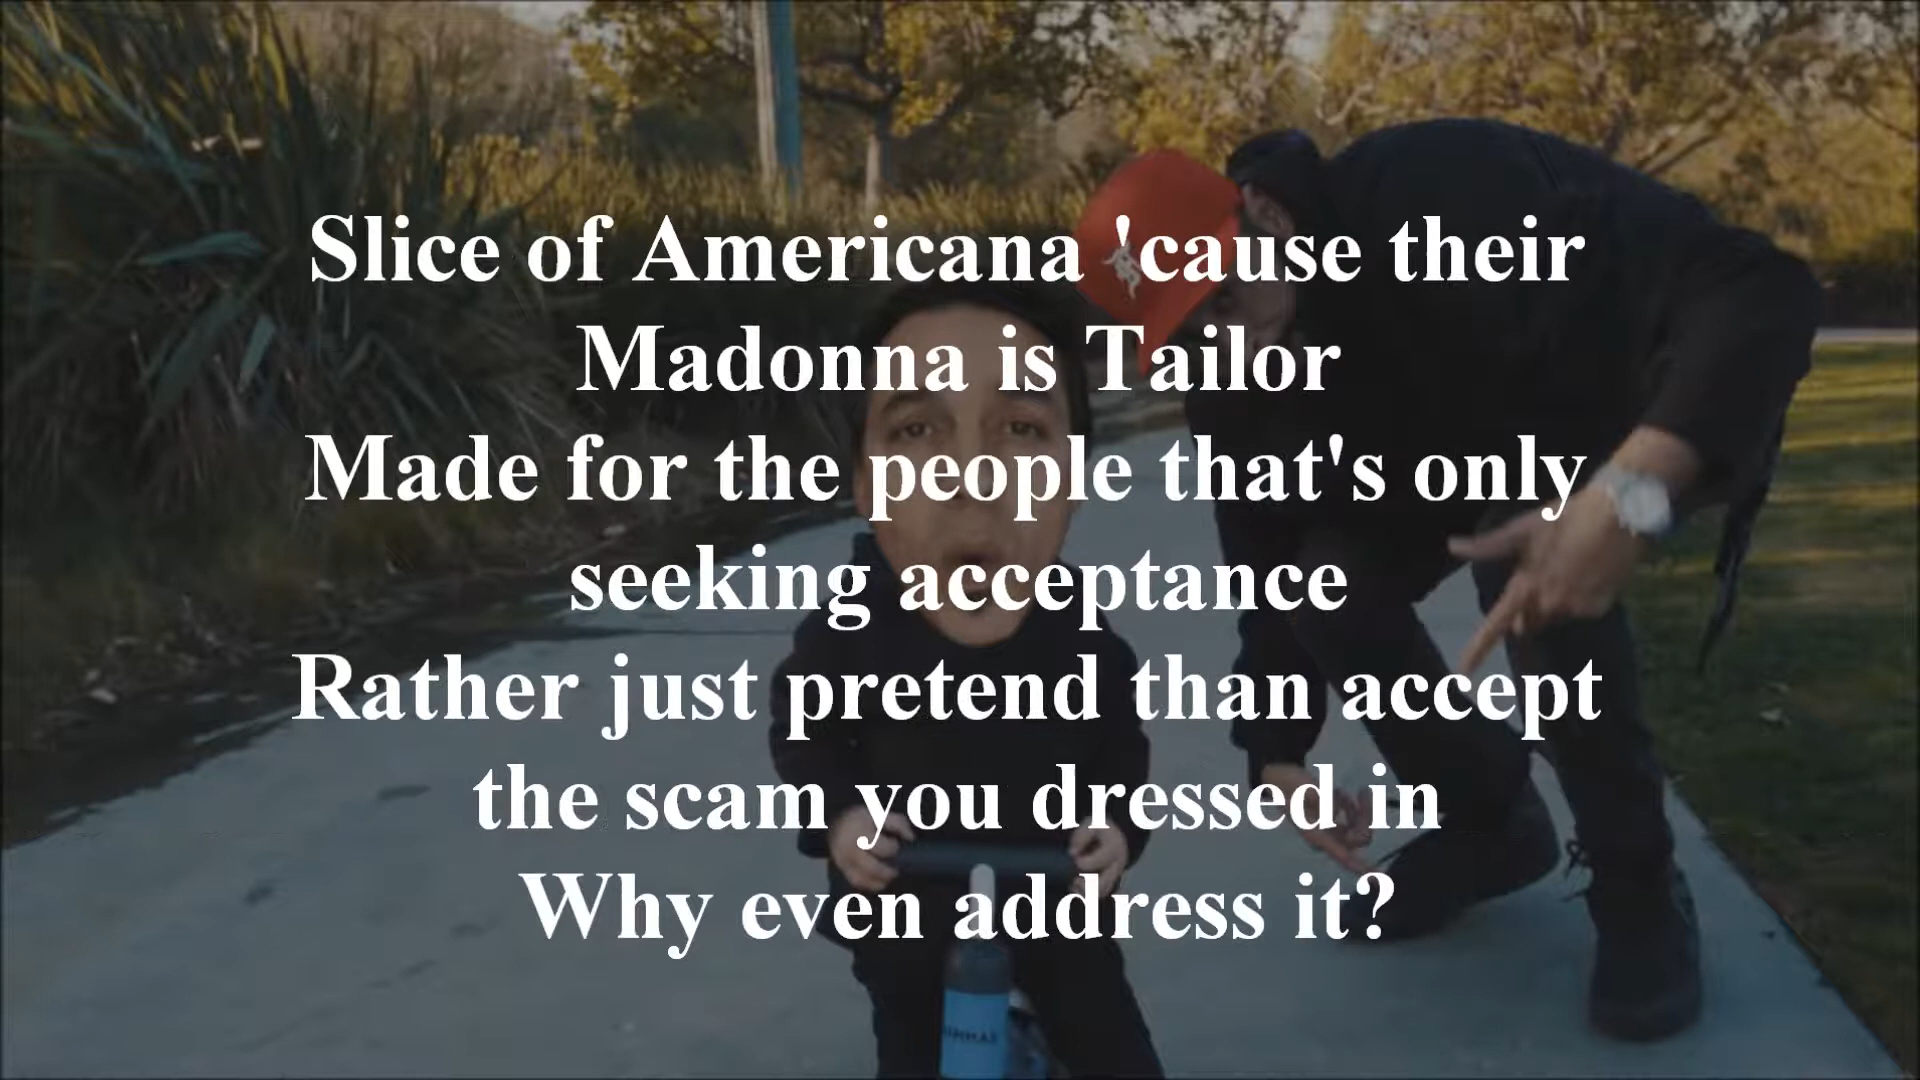 Slice of Americana 'cause their
Madonna is Tailor
Made for the people that's only
seeking acceptance
Rather just pretend than accept
the scam you dressed in
Why even address it?